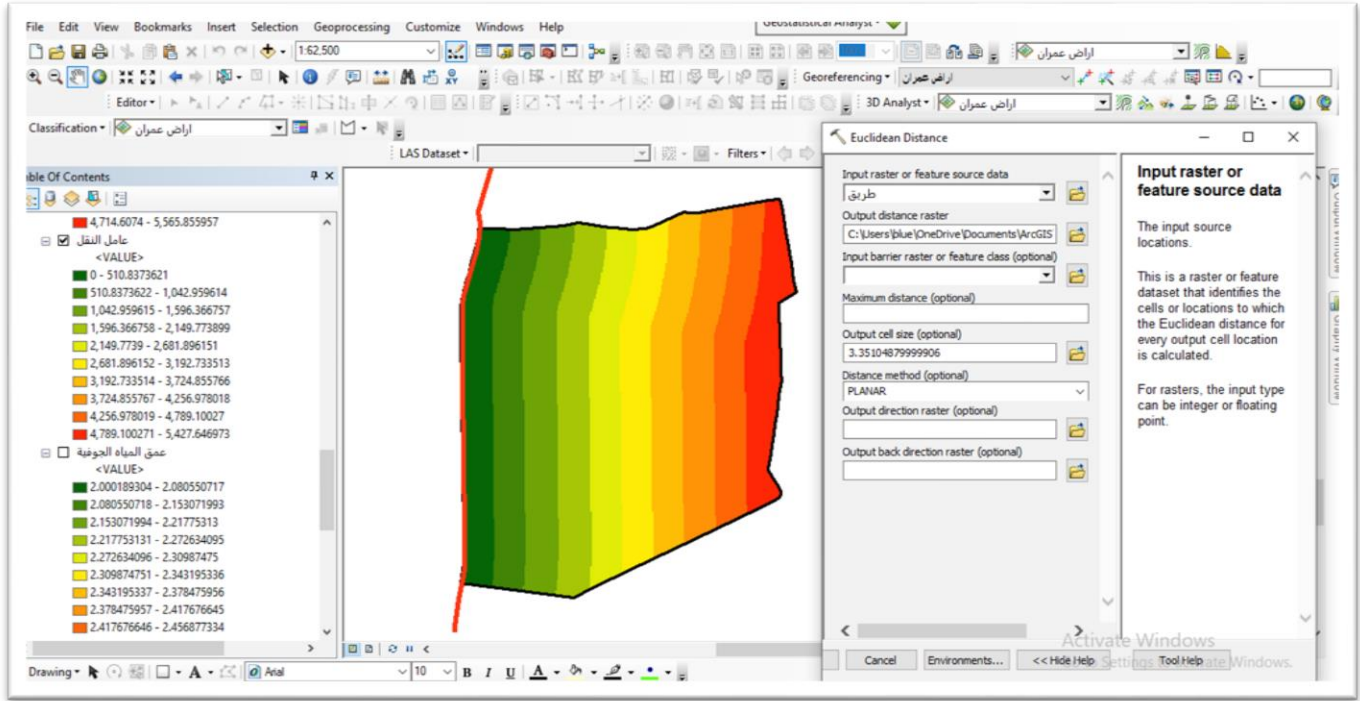 File Edit View Bookmarks Insert Selection Geoprocessing Customize Windows Help
1:62,500
اراض عمران
Georeferencing
اراض عمران
Editor
3D Analyst
اراض عمران
Classification
اراض عمران
LAS Dataset
Filters
ble Of Contents
4,714.6074 - 5,565.855957
عامل النقل
<VALUE>
0 - 510.8373621
510.8373622 - 1,042.959614
1,042.959615 - 1,596.366757
1,596.366758 - 2,149.773899
2,149.7739 - 2,681.896151
2,681.896152 - 3,192.733513
3,192.733514 - 3,724.855766
3,724.855767 - 4,256.978018
4,256.978019 - 4,789.10027
4,789.100271 - 5,427.646973
عمق المياه الجوفية
<VALUE>
2.000189304 - 2.080550717
2.080550718 - 2.153071993
2.153071994 - 2.21775313
2.217753131 - 2.272634095
2.272634096 - 2.30987475
2.309874751 - 2.343195336
2.343195337 - 2.378475956
2.378475957 - 2.417676645
2.417676646 - 2.456877334
Drawing
A
Arial
10
B I U A
Euclidean Distance
Input raster or feature source data
طريق
Output distance raster
C:\Users\blue\OneDrive\Documents\ArcGIS
Input barrier raster or feature class (optional)
Maximum distance (optional)
Output cell size (optional)
3.35104879999906
Distance method (optional)
PLANAR
Output direction raster (optional)
Output back direction raster (optional)
Cancel
Environments...
<< Hide Help
Tool Help
Input raster or
feature source data
The input source
locations.
This is a raster or feature
dataset that identifies the
cells or locations to which
the Euclidean distance for
every output cell location
is calculated.
For rasters, the input type
can be integer or floating
point.
Activate Windows